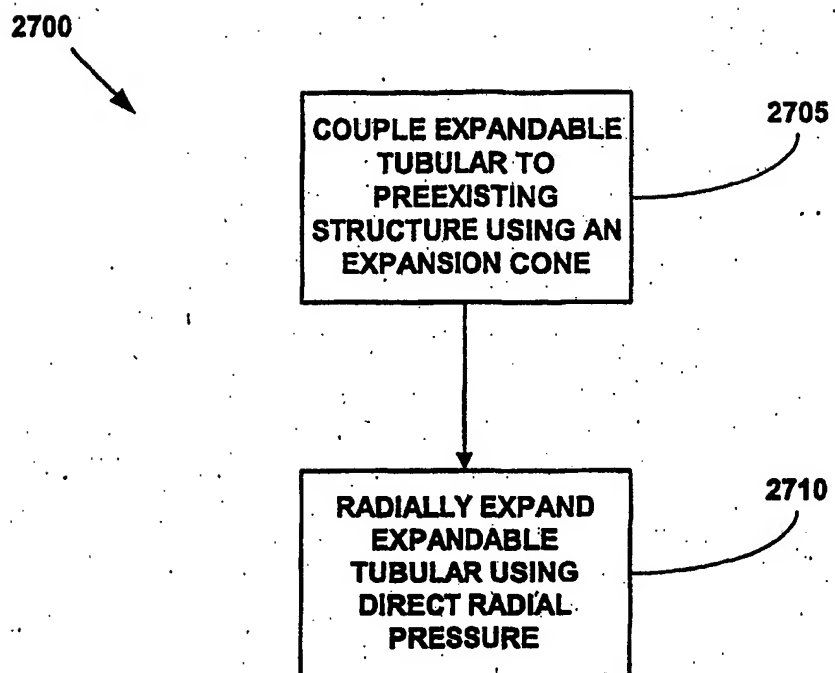 2700
COUPLE EXPANDABLE
TUBULAR TO
PREEXISTING
STRUCTURE USING AN
EXPANSION CONE
2705
RADIALLY EXPAND
EXPANDABLE
TUBULAR USING
DIRECT RADIAL
PRESSURE
2710